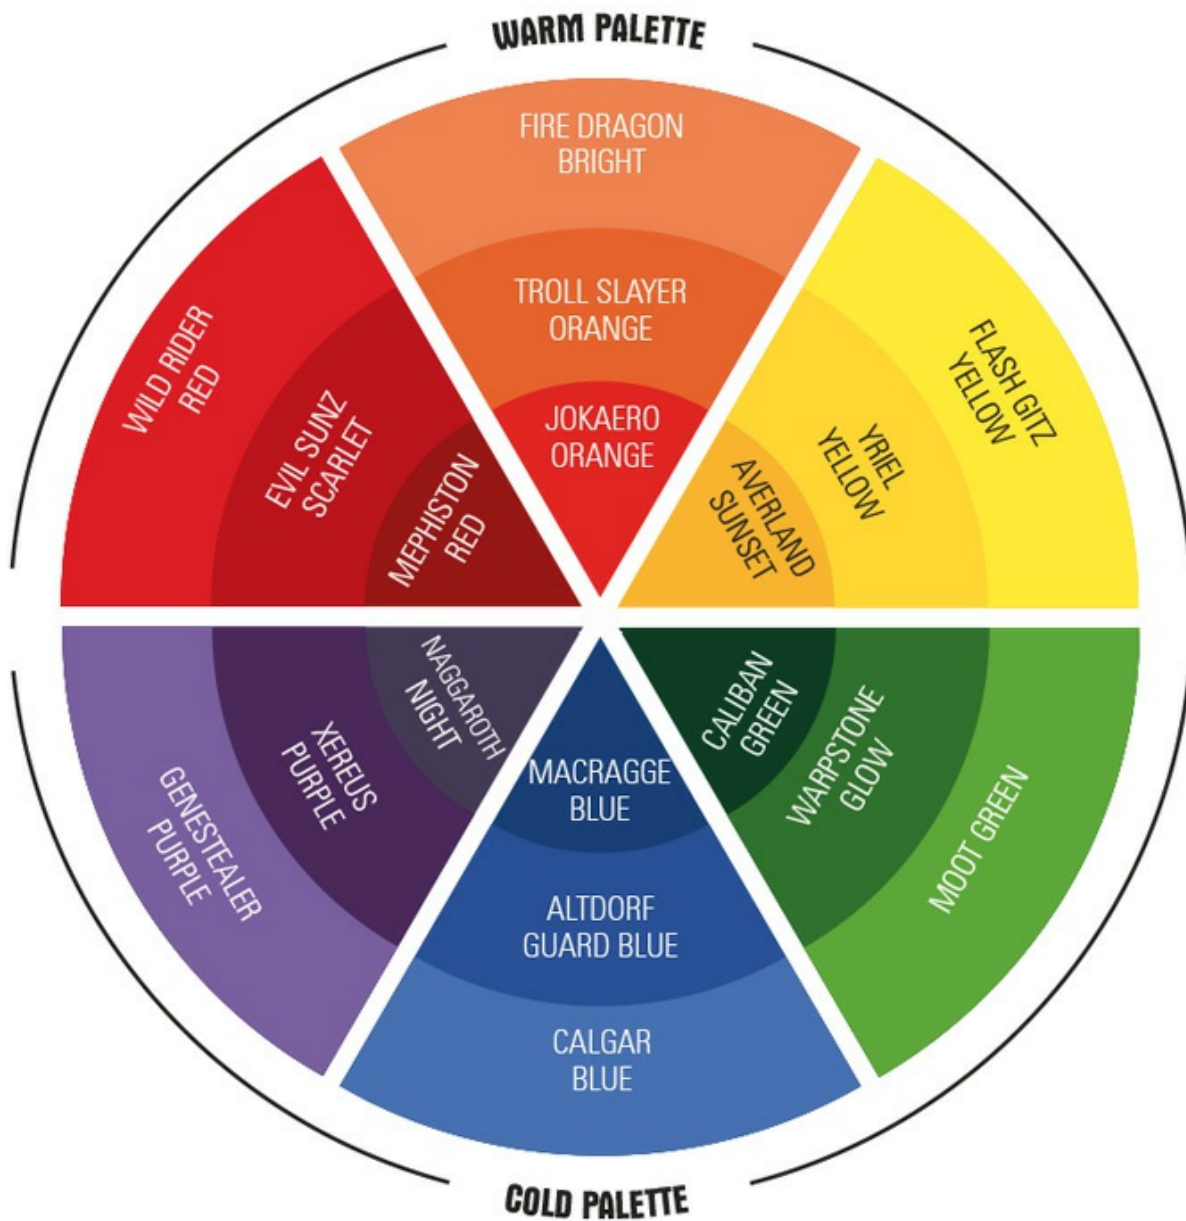 WARM PALETTE
FIRE DRAGON
BRIGHT
TROLL SLAYER
ORANGE
JOKAERO
ORANGE
WILD RIDER
RED
EVIL SUNZ
SCARLET
MEPHISTON
RED
FLASH GITZ
YELLOW
YRIEL
YELLOW
AVERLAND
SUNSET
GENESTEALER
PURPLE
XEREUS
PURPLE
NAGGAROTH
NIGHT
MACRAGGE
BLUE
ALTDORF
GUARD BLUE
CALGAR
BLUE
CALIBAN
GREEN
WARPSTONE
GLOW
MOOT GREEN
COLD PALETTE